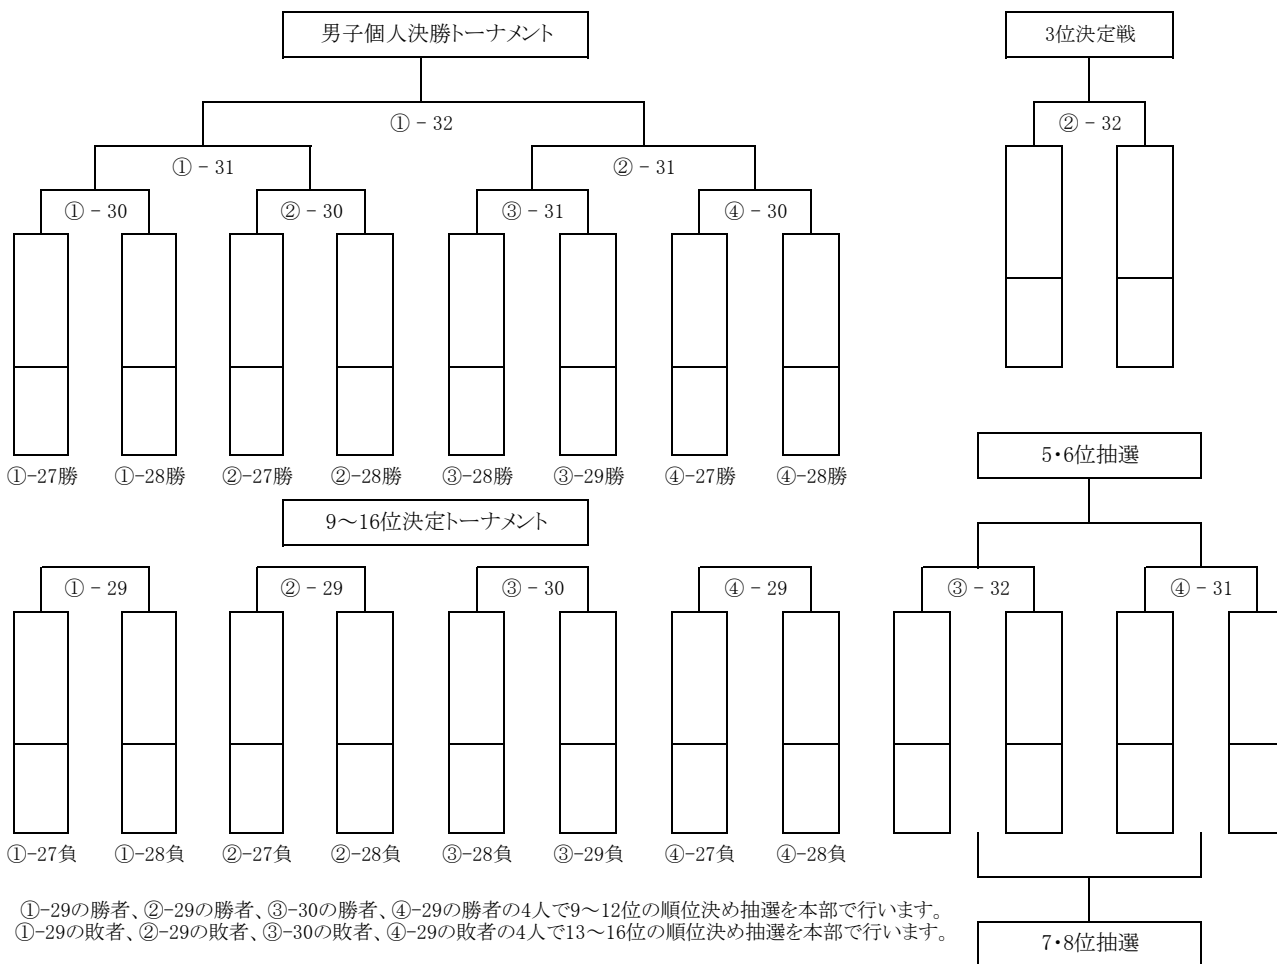 男子個人決勝トーナメント
3位決定戦
①-32
②-32
①-31
②-31
①-30
②-30
③-31
④-30
①-27勝
①-28勝
②-27勝
②-28勝
③-28勝
③-29勝
④-27勝
④-28勝
5・6位抽選
9～16位決定トーナメント
①-29
②-29
③-30
④-29
③-32
④-31
①-27負
①-28負
②-27負
②-28負
③-28負
③-29負
④-27負
④-28負
①-29の勝者、②-29の勝者、③-30の勝者、④-29の勝者の4人で9～12位の順位決め抽選を本部で行います。
①-29の敗者、②-29の敗者、③-30の敗者、④-29の敗者の4人で13～16位の順位決め抽選を本部で行います。
7・8位抽選